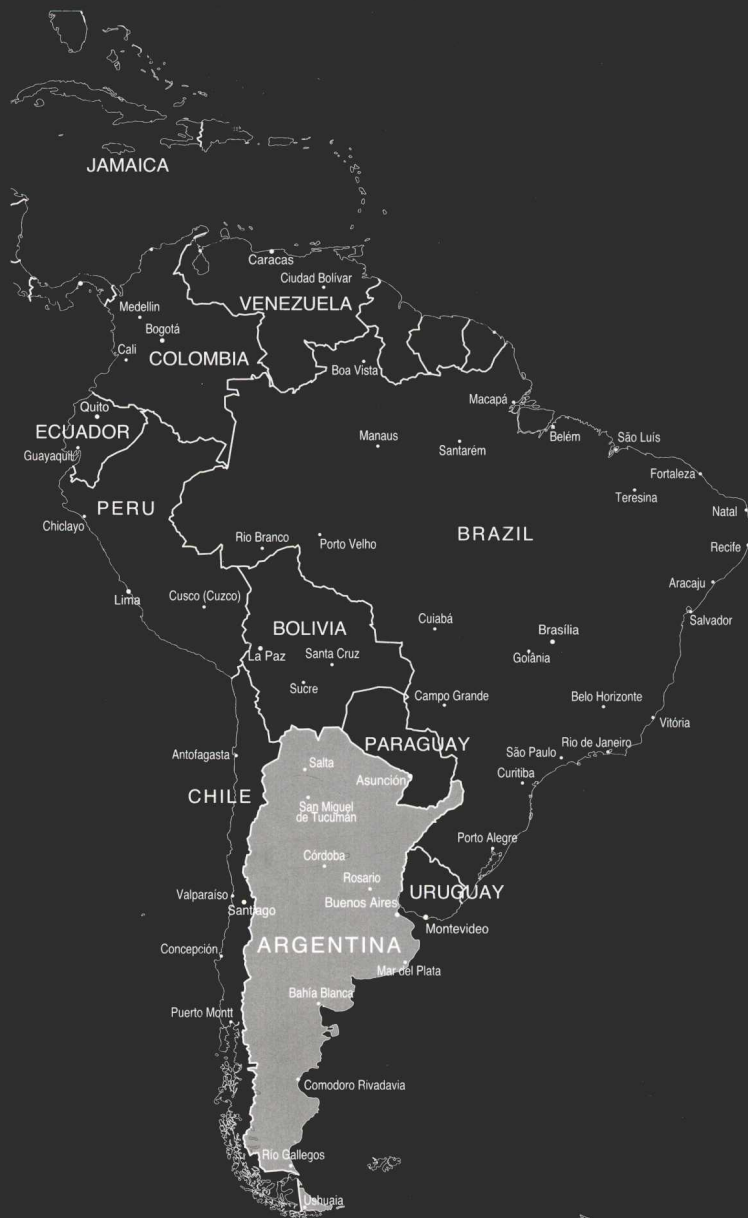 JAMAICA
Caracas
Ciudad Bolívar
VENEZUELA
Medellin
Bogotá
Cali
COLOMBIA
Boa Vista
Macapá
Quito
ECUADOR
Guayaquil
Manaus
Santarém
Belém
São Luís
Fortaleza
Teresina
Natal
PERU
Chiclayo
Rio Branco
Porto Velho
BRAZIL
Recife
Aracaju
Lima
Cusco (Cuzco)
Salvador
BOLIVIA
Cuiabá
Brasília
La Paz
Santa Cruz
Goiânia
Sucre
Campo Grande
Belo Horizonte
Vitória
PARAGUAY
Rio de Janeiro
Antofagasta
São Paulo
Salta
Asunción
Curitiba
CHILE
San Miguel
de Tucumán
Porto Alegre
Córdoba
Rosario
URUGUAY
Valparaíso
Santiago
Buenos Aires
Montevideo
ARGENTINA
Concepción
Mar del Plata
Bahía Blanca
Puerto Montt
Comodoro Rivadavia
Río Gallegos
Ushuaia